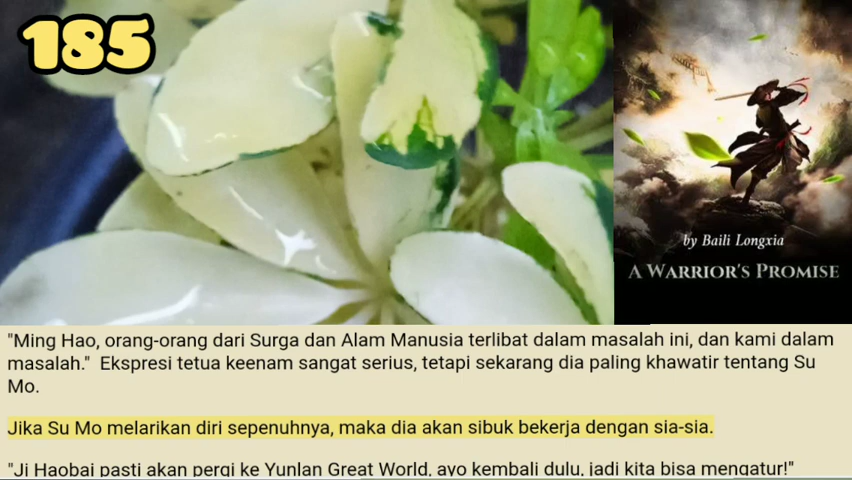 185
by Baili Longxia
A WARRIOR'S PROMISE
"Ming Hao, orang-orang dari Surga dan Alam Manusia terlibat dalam masalah ini, dan kami dalam
masalah."  Ekspresi tetua keenam sangat serius, tetapi sekarang dia paling khawatir tentang Su
Mo.
Jika Su Mo melarikan diri sepenuhnya, maka dia akan sibuk bekerja dengan sia-sia.
"Ji Haobai pasti akan pergi ke Yunlan Great World, ayo kembali dulu, jadi kita bisa mengatur!"